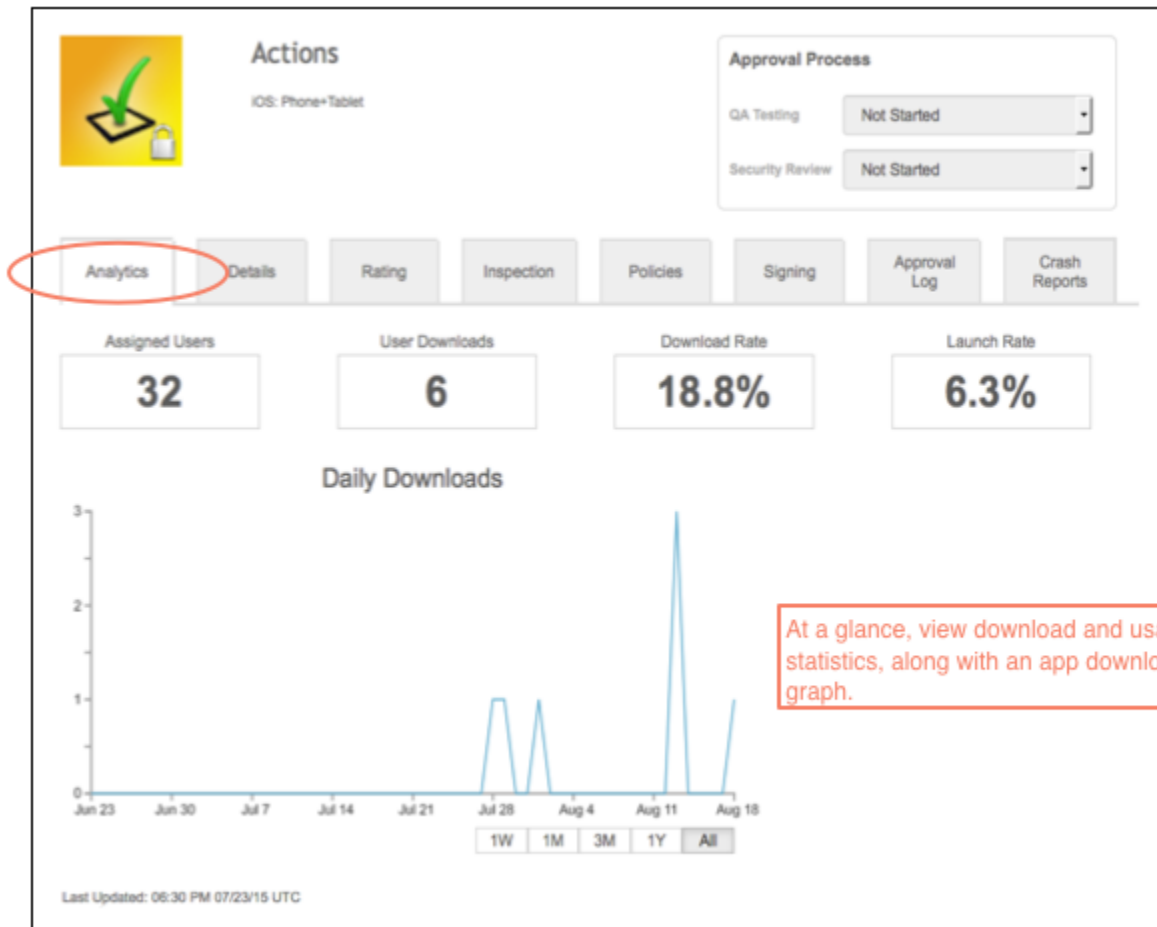 Actions
iOS: Phone+Tablet
Approval Process
QA Testing Not Started
Security Review Not Started
Analytics Details Rating Inspection Policies Signing Approval Log Crash Reports
Assigned Users User Downloads Download Rate Launch Rate
32 6 18.8% 6.3%
Daily Downloads
3
2
1
0
Jun 23 Jun 30 Jul 7 Jul 14 Jul 21 Jul 28 Aug 4 Aug 11 Aug 18
1W 1M 3M 1Y All
At a glance, view download and usa
statistics, along with an app downlo
graph.
Last Updated: 06:30 PM 07/23/15 UTC